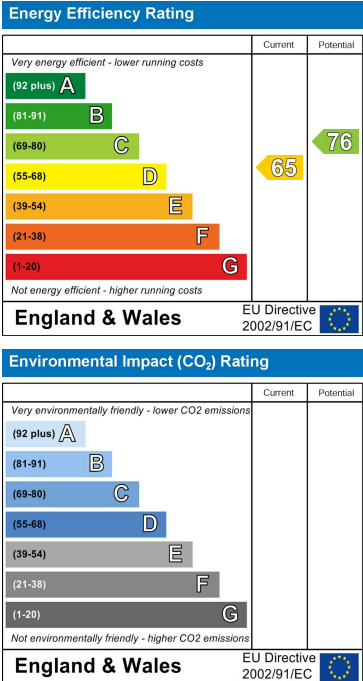 Energy Efficiency Rating
Current Potential
Very energy efficient - lower running costs
(92 plus) A
(81-91) B
(69-80) C
76
(55-68) D
65
(39-54) E
(21-38) F
(1-20) G
Not energy efficient - higher running costs
England & Wales
EU Directive
2002/91/EC
Environmental Impact (CO₂) Rating
Current Potential
Very environmentally friendly - lower CO2 emissions
(92 plus) A
(81-91) B
(69-80) C
(55-68) D
(39-54) E
(21-38) F
(1-20) G
Not environmentally friendly - higher CO2 emissions
England & Wales
EU Directive
2002/91/EC